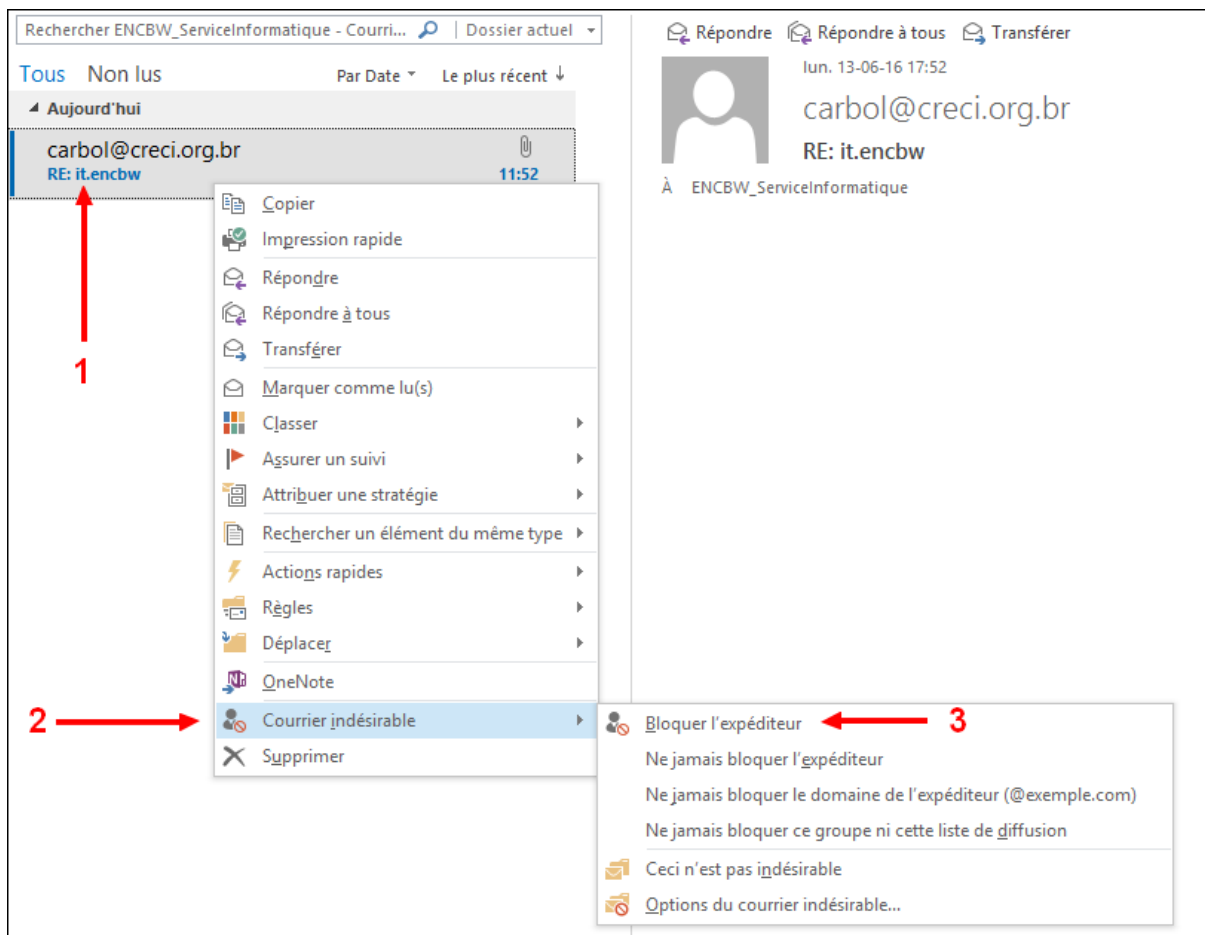 Rechercher ENCBW_ServiceInformatique - Courri... Dossier actuel
Tous Non lus Par Date Le plus récent
Aujourd'hui
carbol@creci.org.br
RE: it.encbw 11:52
1
Copier
Impression rapide
Répondre
Répondre à tous
Transférer
Marquer comme lu(s)
Classer
Assurer un suivi
Attribuer une stratégie
Rechercher un élément du même type
Actions rapides
Règles
Déplacer
OneNote
2 Courrier indésirable
Supprimer
Bloquer l'expéditeur 3
Ne jamais bloquer l'expéditeur
Ne jamais bloquer le domaine de l'expéditeur (@exemple.com)
Ne jamais bloquer ce groupe ni cette liste de diffusion
Ceci n'est pas indésirable
Options du courrier indésirable...
Répondre Répondre à tous Transférer
lun. 13-06-16 17:52
carbol@creci.org.br
RE: it.encbw
À ENCBW_ServiceInformatique